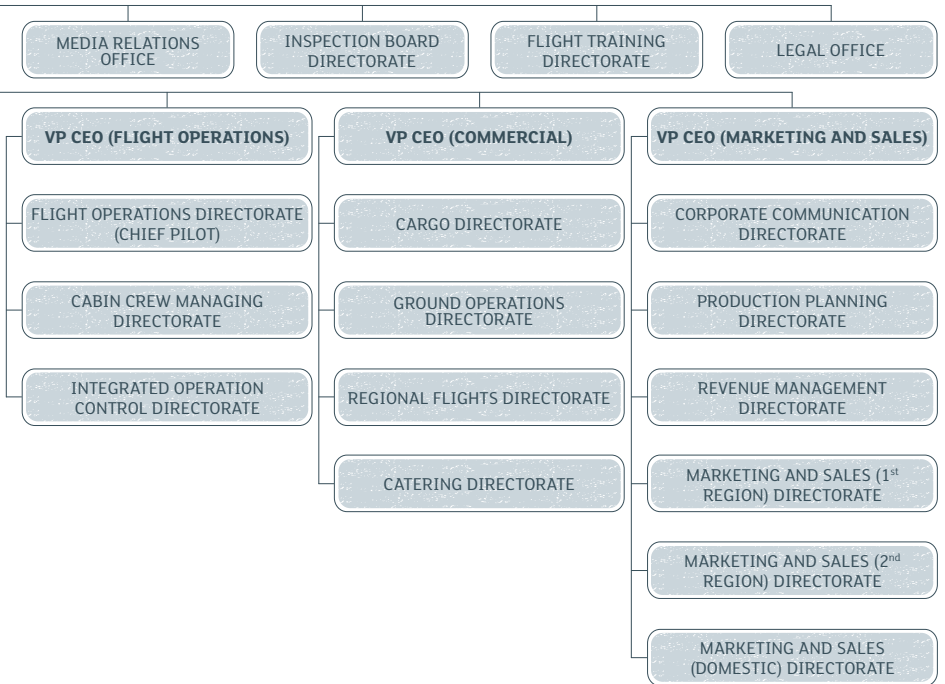 MEDIA RELATIONS
OFFICE
INSPECTION BOARD
DIRECTORATE
FLIGHT TRAINING
DIRECTORATE
LEGAL OFFICE
VP CEO (FLIGHT OPERATIONS)
FLIGHT OPERATIONS DIRECTORATE
(CHIEF PILOT)
CABIN CREW MANAGING
DIRECTORATE
INTEGRATED OPERATION
CONTROL DIRECTORATE
VP CEO (COMMERCIAL)
CARGO DIRECTORATE
GROUND OPERATIONS
DIRECTORATE
REGIONAL FLIGHTS DIRECTORATE
CATERING DIRECTORATE
VP CEO (MARKETING AND SALES)
CORPORATE COMMUNICATION
DIRECTORATE
PRODUCTION PLANNING
DIRECTORATE
REVENUE MANAGEMENT
DIRECTORATE
MARKETING AND SALES (1st
REGION) DIRECTORATE
MARKETING AND SALES (2nd
REGION) DIRECTORATE
MARKETING AND SALES
(DOMESTIC) DIRECTORATE